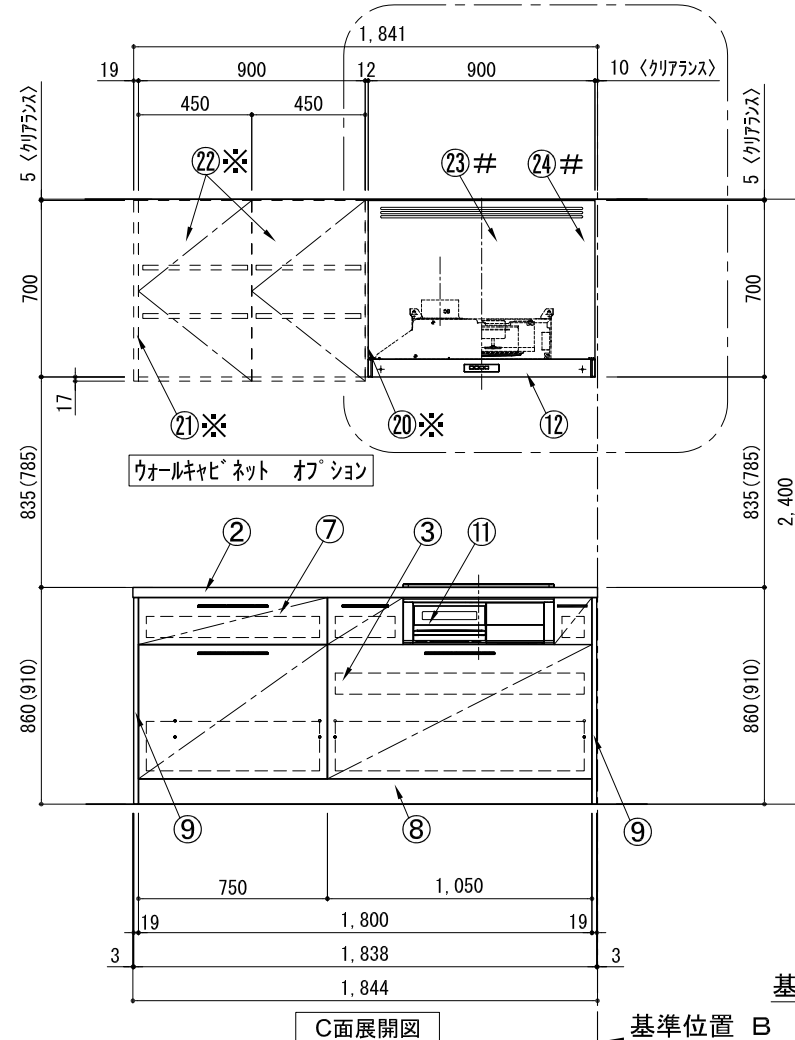 1,841
19 900 12 900 10 〈クリアランス〉
450 450
5 〈クリアランス〉
5 〈クリアランス〉
㉒※ ㉓# ㉔#
700
700
17
㉑※ ⑳※ ⑫
ウォールキャビネット オプション
835(785)
835(785)
2,400
② ⑦ ③ ⑪
860(910)
860(910)
⑨ ⑧ ⑨
750 1,050
19 1,800 19
3 1,838 3
1,844
基
C面展開図
基準位置 B